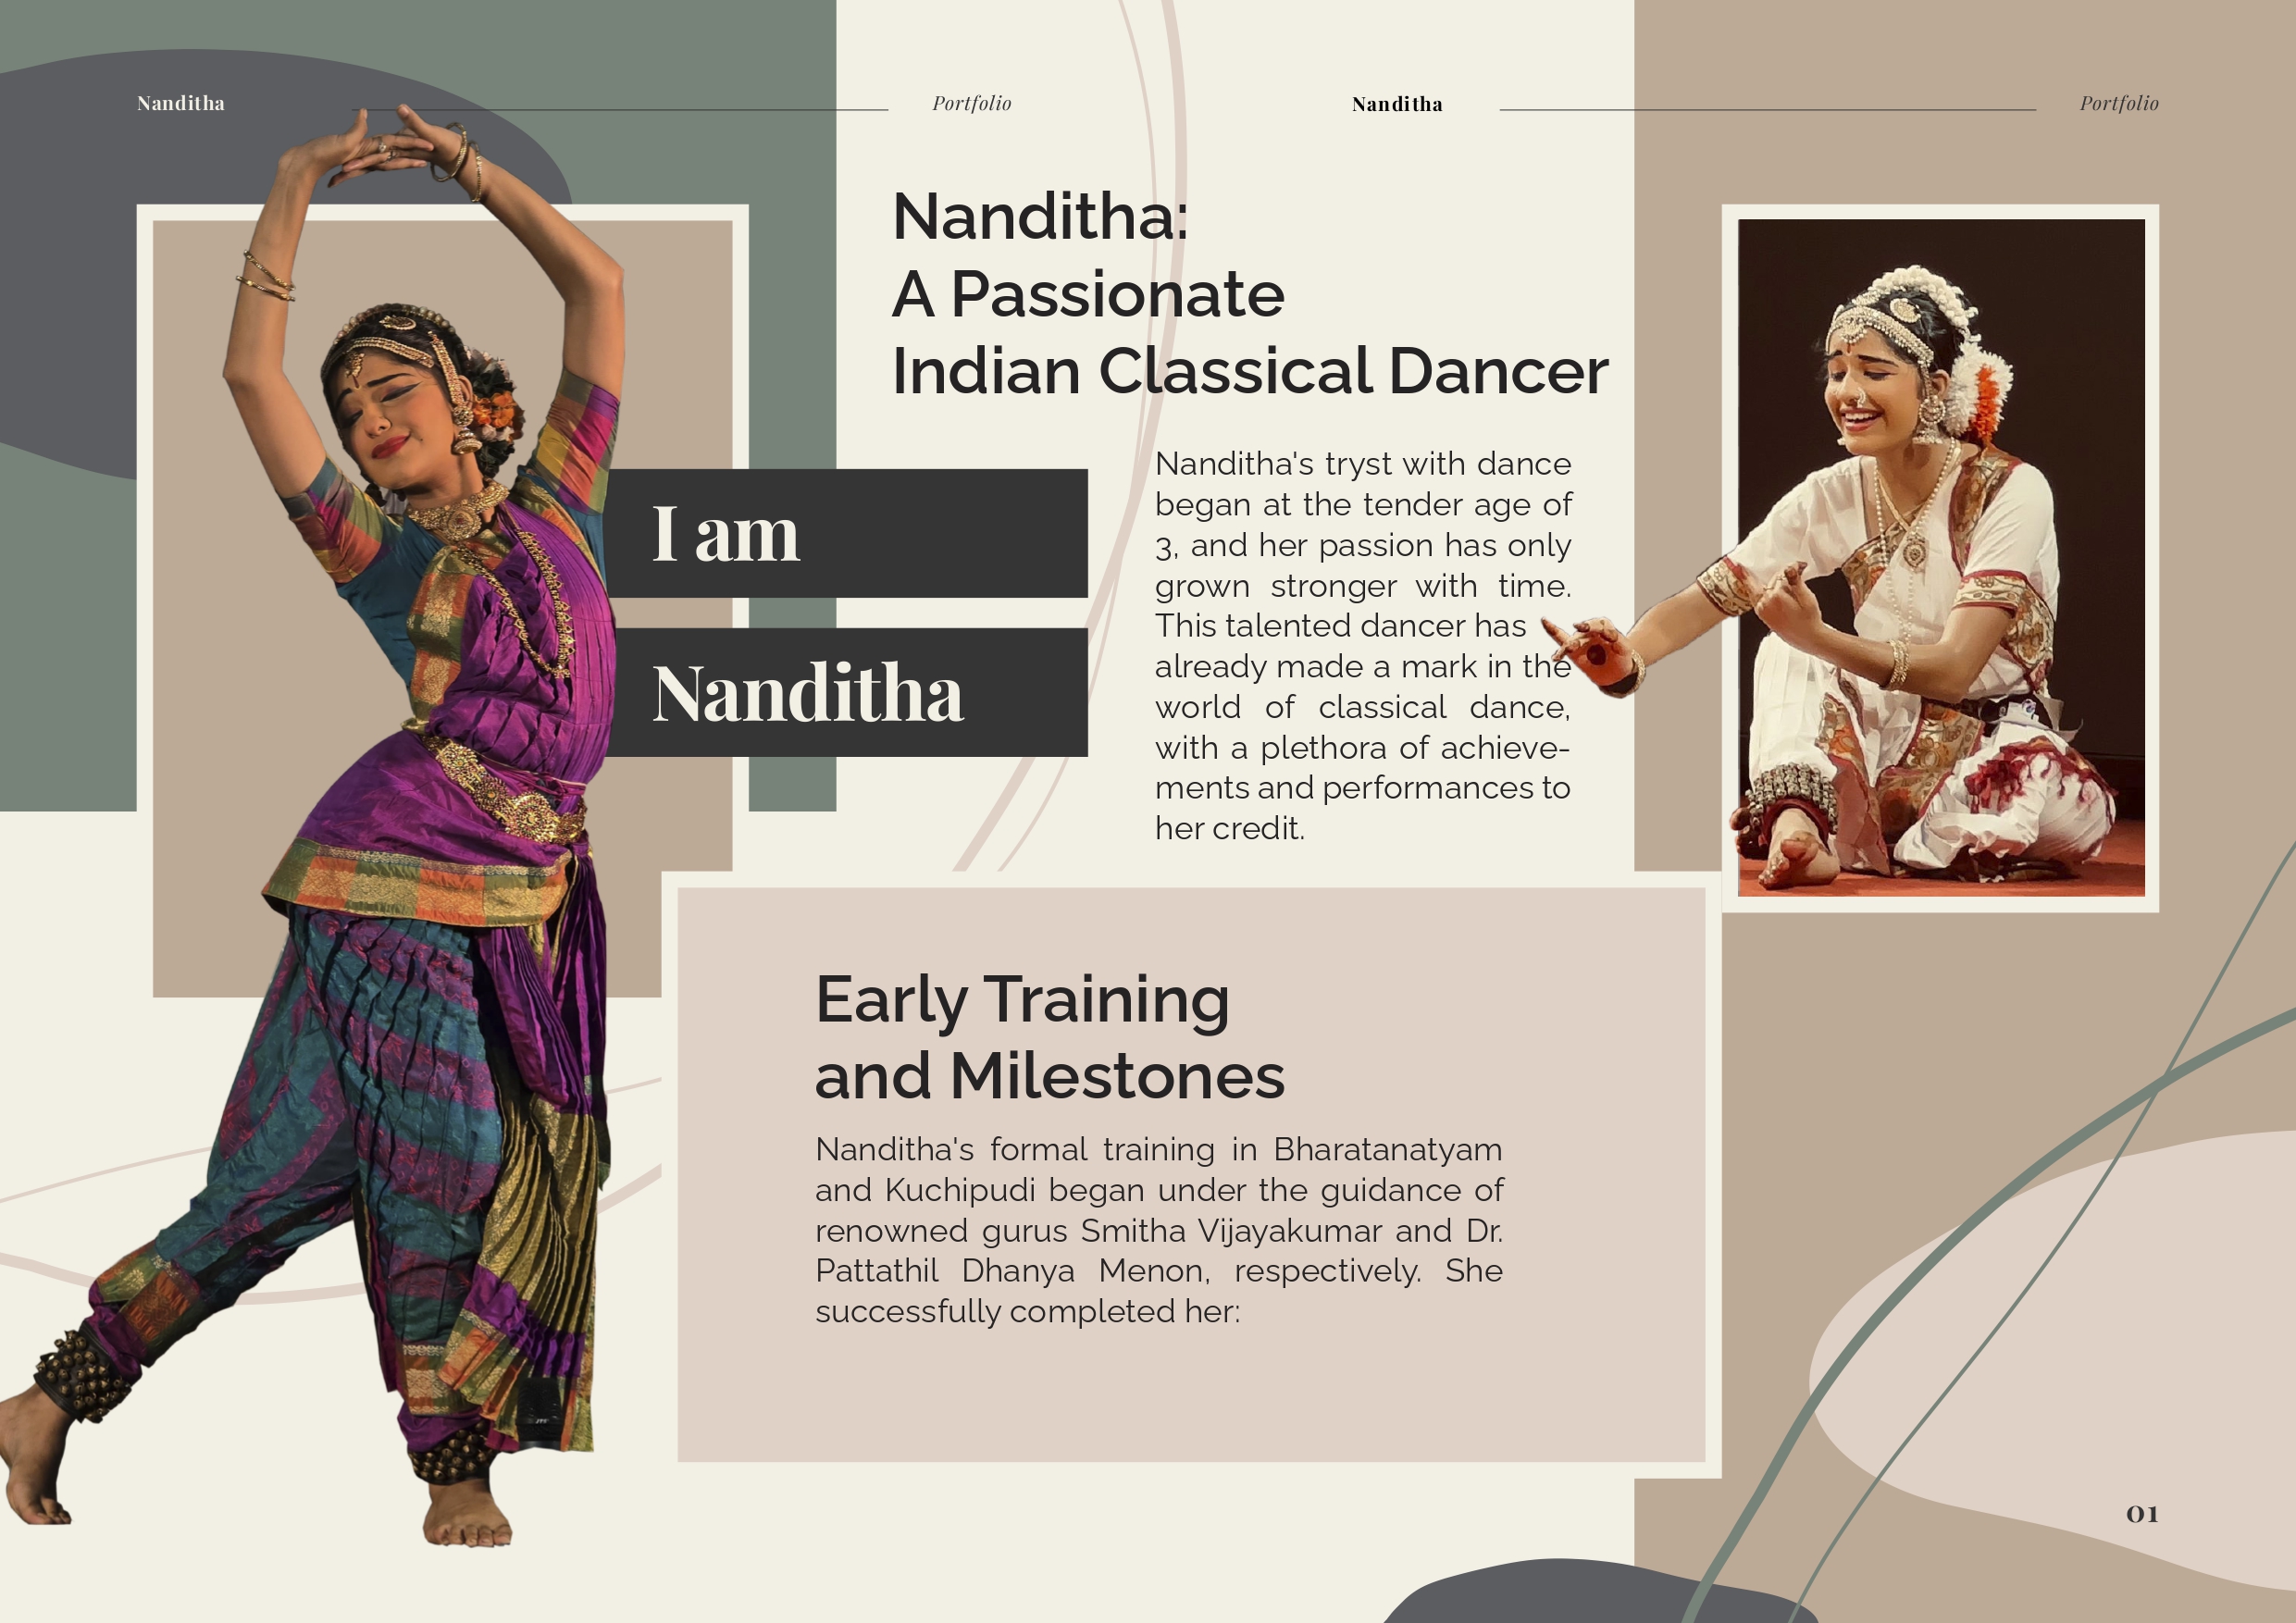 Nanditha
Portfolio
Nanditha
Portfolio
Nanditha:
A Passionate
Indian Classical Dancer
I am
Nanditha
Nanditha's tryst with dance
began at the tender age of
3, and her passion has only
grown stronger with time.
This talented dancer has
already made a mark in the
world of classical dance,
with a plethora of achieve-
ments and performances to
her credit.
Early Training
and Milestones
Nanditha's formal training in Bharatanatyam
and Kuchipudi began under the guidance of
renowned gurus Smitha Vijayakumar and Dr.
Pattathil Dhanya Menon, respectively. She
successfully completed her:
01